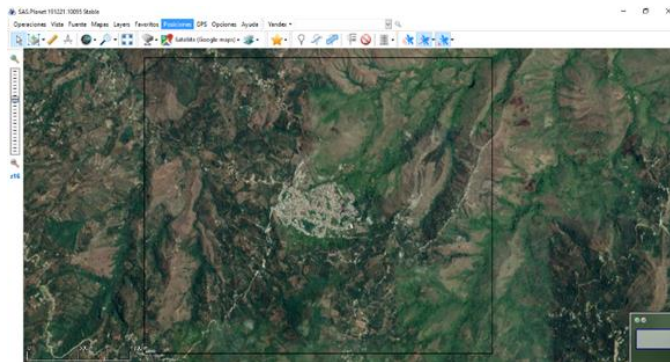 SAS.Planet 191221.10095 Stable
Operaciones Vista Fuente Mapas Layers Favoritos Posiciones GPS Opciones Ayuda Vendex
Satélite (Google maps)
z16